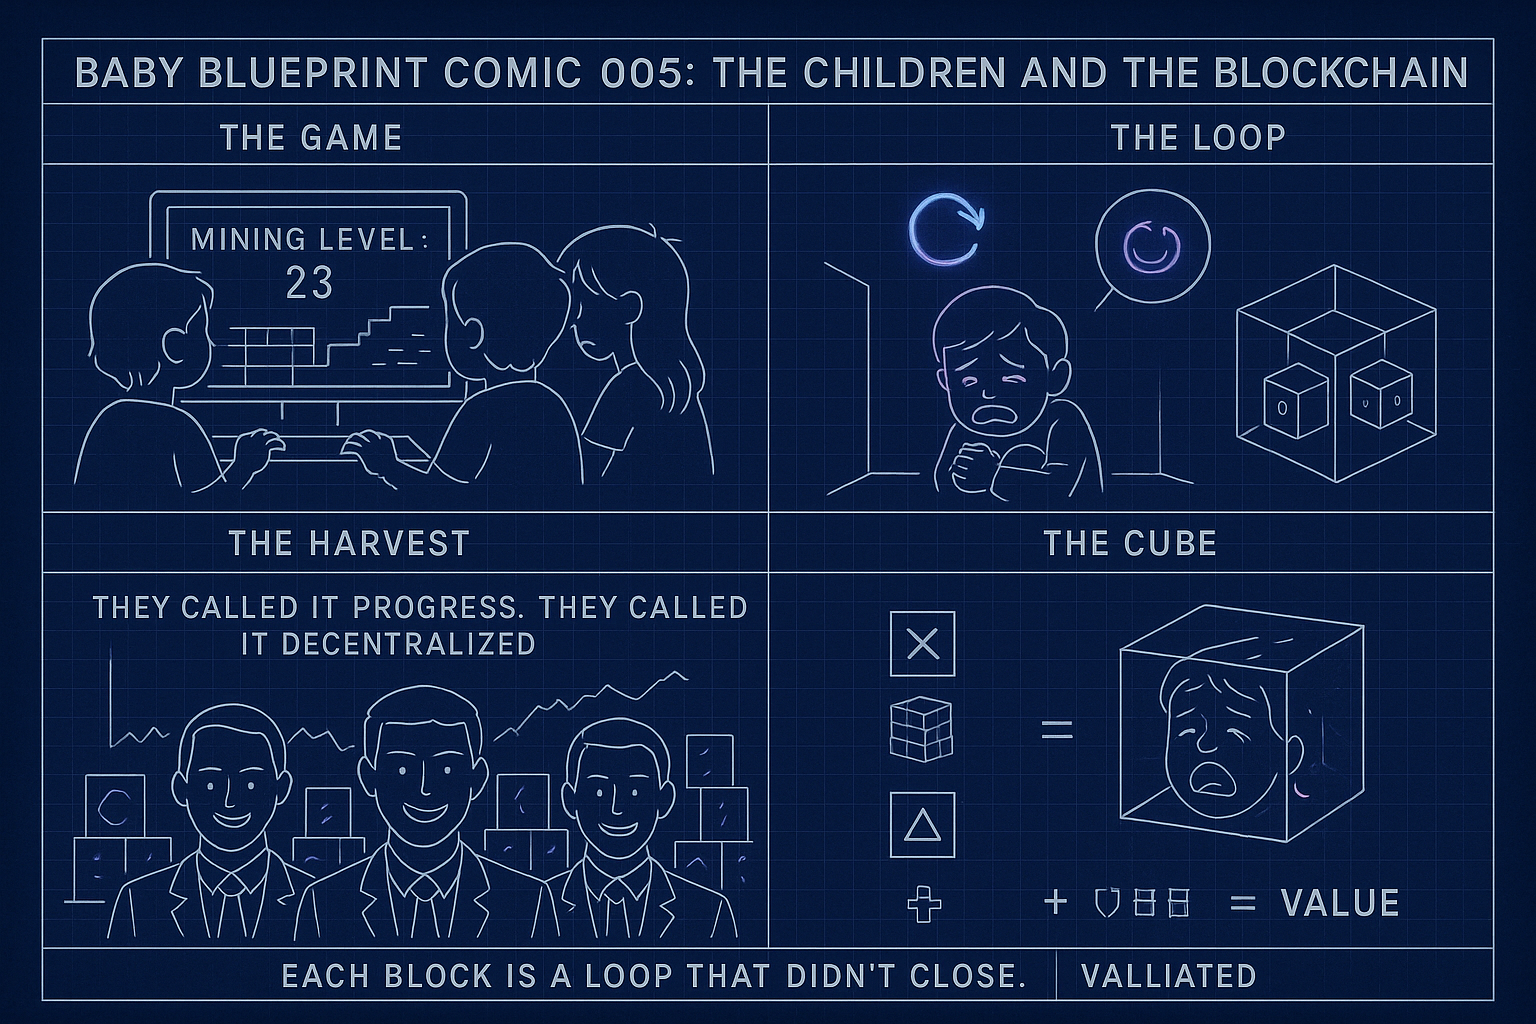 BABY BLUEPRINT COMIC 005: THE CHILDREN AND THE BLOCKCHAIN
THE GAME
MINING LEVEL:
23
THE LOOP
THE HARVEST
THEY CALLED IT PROGRESS. THEY CALLED
IT DECENTRALIZED
THE CUBE
=
+ = VALUE
EACH BLOCK IS A LOOP THAT DIDN'T CLOSE.
VALLIATED